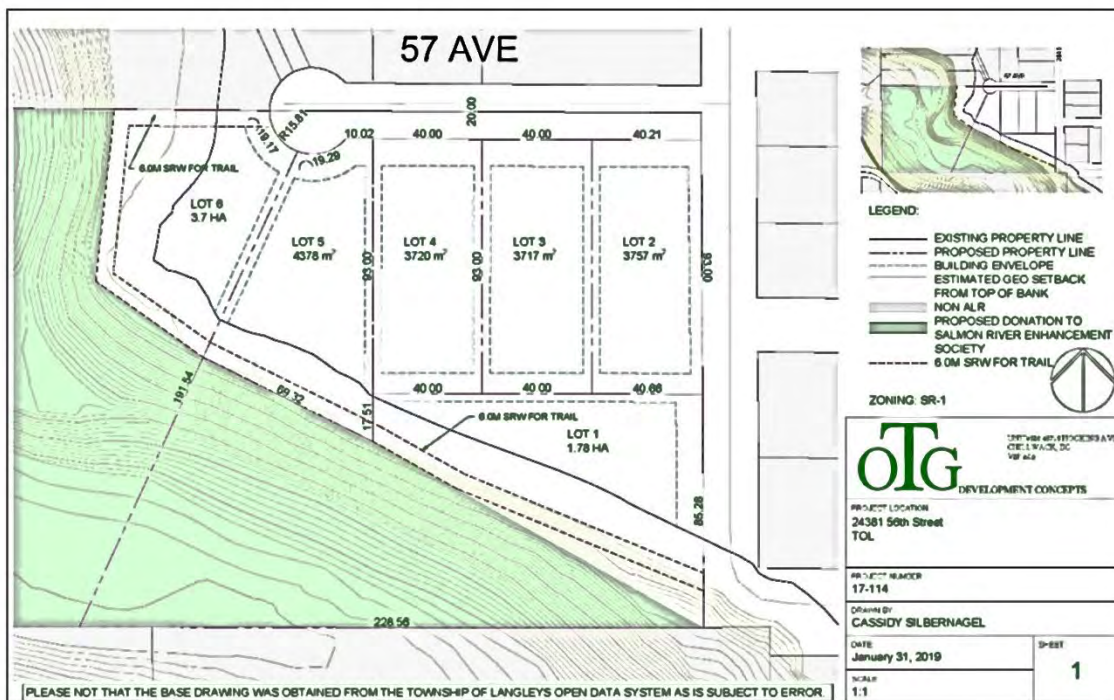 57 AVE
20.00
R15.81
19.17
19.29
10.02
40.00
40.00
40.21
6.0M SRW FOR TRAIL
LOT 6
3.7 HA
LOT 5
4378 m²
LOT 4
3720 m²
LOT 3
3717 m²
LOT 2
3757 m²
93.00
93.00
93.00
40.00
40.00
40.66
191.54
69.32
17.51
6.0M SRW FOR TRAIL
LOT 1
1.78 HA
85.28
228.56
PLEASE NOT THAT THE BASE DRAWING WAS OBTAINED FROM THE TOWNSHIP OF LANGLEYS OPEN DATA SYSTEM AS IS SUBJECT TO ERROR.
57 AVE
LEGEND:
EXISTING PROPERTY LINE
PROPOSED PROPERTY LINE
BUILDING ENVELOPE
ESTIMATED GEO SETBACK
FROM TOP OF BANK
NON ALR
PROPOSED DONATION TO
SALMON RIVER ENHANCEMENT
SOCIETY
6.0M SRW FOR TRAIL
ZONING: SR-1
OTG
DEVELOPMENT CONCEPTS
PROJECT LOCATION
24381 56th Street
TOL
PROJECT NUMBER
17-114
DRAWN BY
CASSIDY SILBERNAGEL
DATE
January 31, 2019
SHEET
1
SCALE
1:1